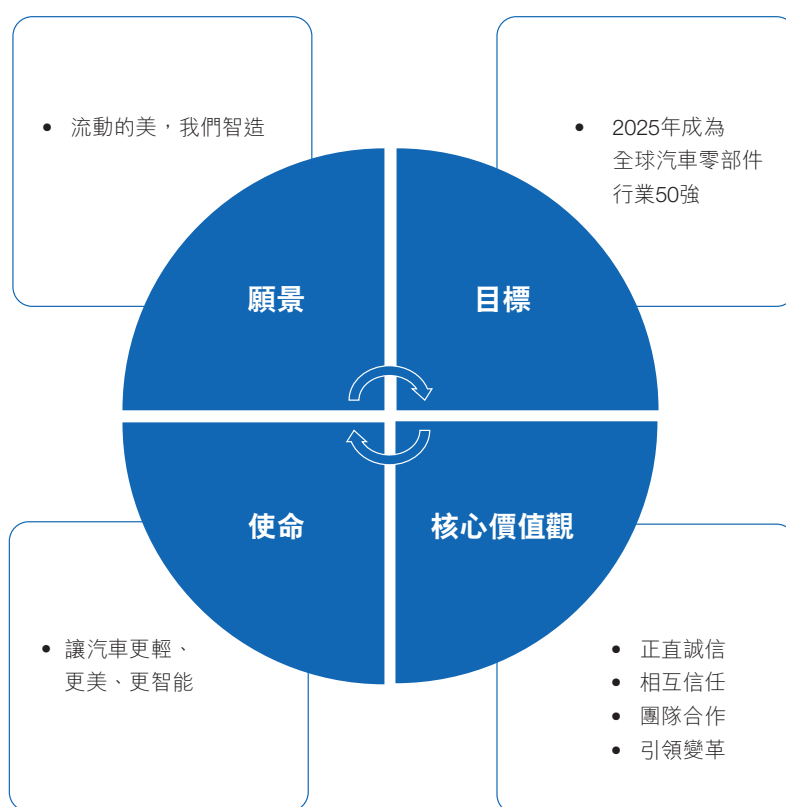 • 流動的美，我們智造
• 2025年成為
全球汽車零部件
行業50強
願景
目標
使命
核心價值觀
• 讓汽車更輕、
更美、更智能
• 正直誠信
• 相互信任
• 團隊合作
• 引領變革